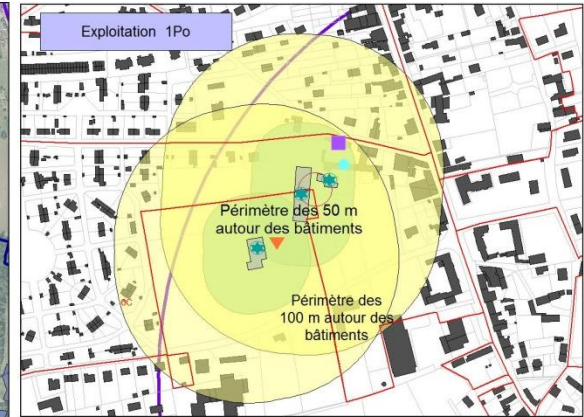 Exploitation 1Po
Périmètre des 50 m
autour des bâtiments
Périmètre des
100 m autour des
bâtiments